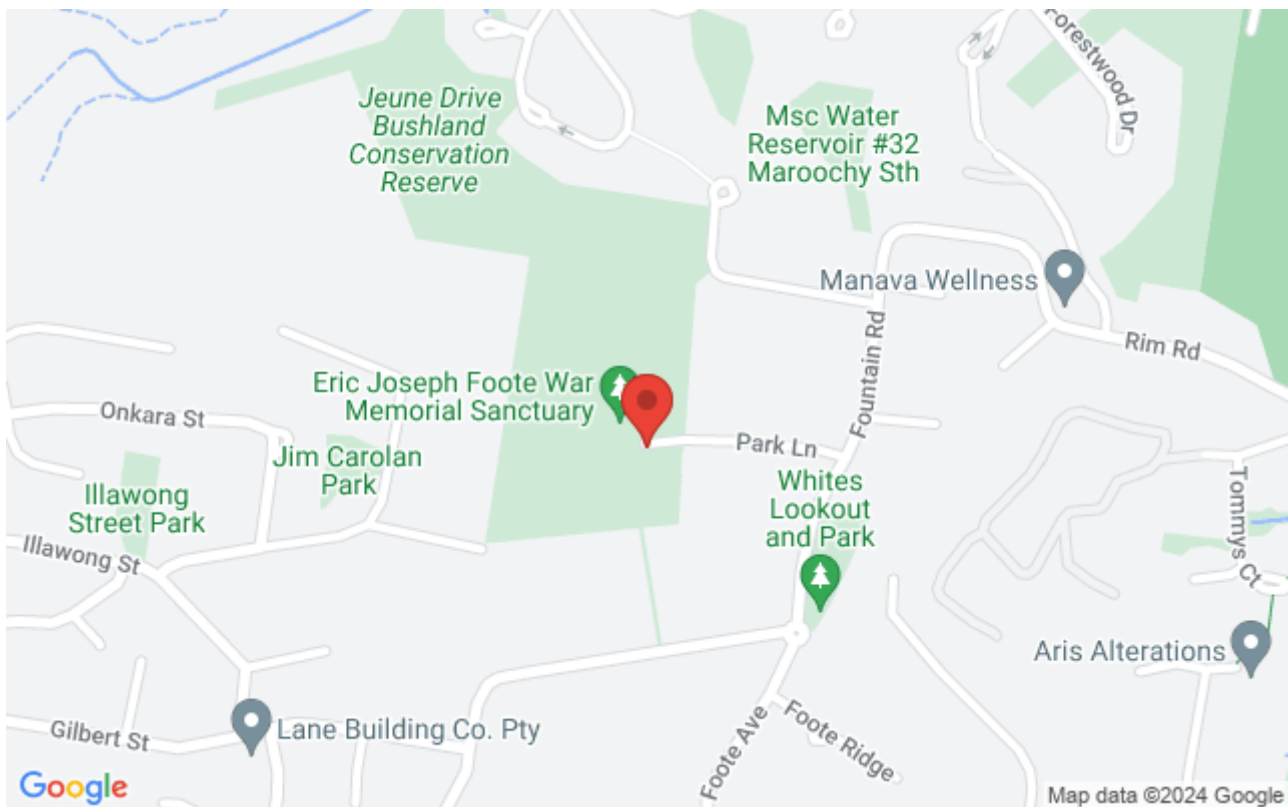 Forestwood Dr
Jeune Drive
Bushland
Conservation
Reserve
Msc Water
Reservoir #32
Maroochy Sth
Manava Wellness
Rim Rd
Fountain Rd
Eric Joseph Foote War
Memorial Sanctuary
Onkara St
Park Ln
Jim Carolan
Park
Whites
Lookout
and Park
Illawong
Street Park
Tommys Ct
Illawong St
Aris Alterations
Lane Building Co. Pty
Gilbert St
Foote Ave
Foote Ridge
Google
Map data ©2024 Google